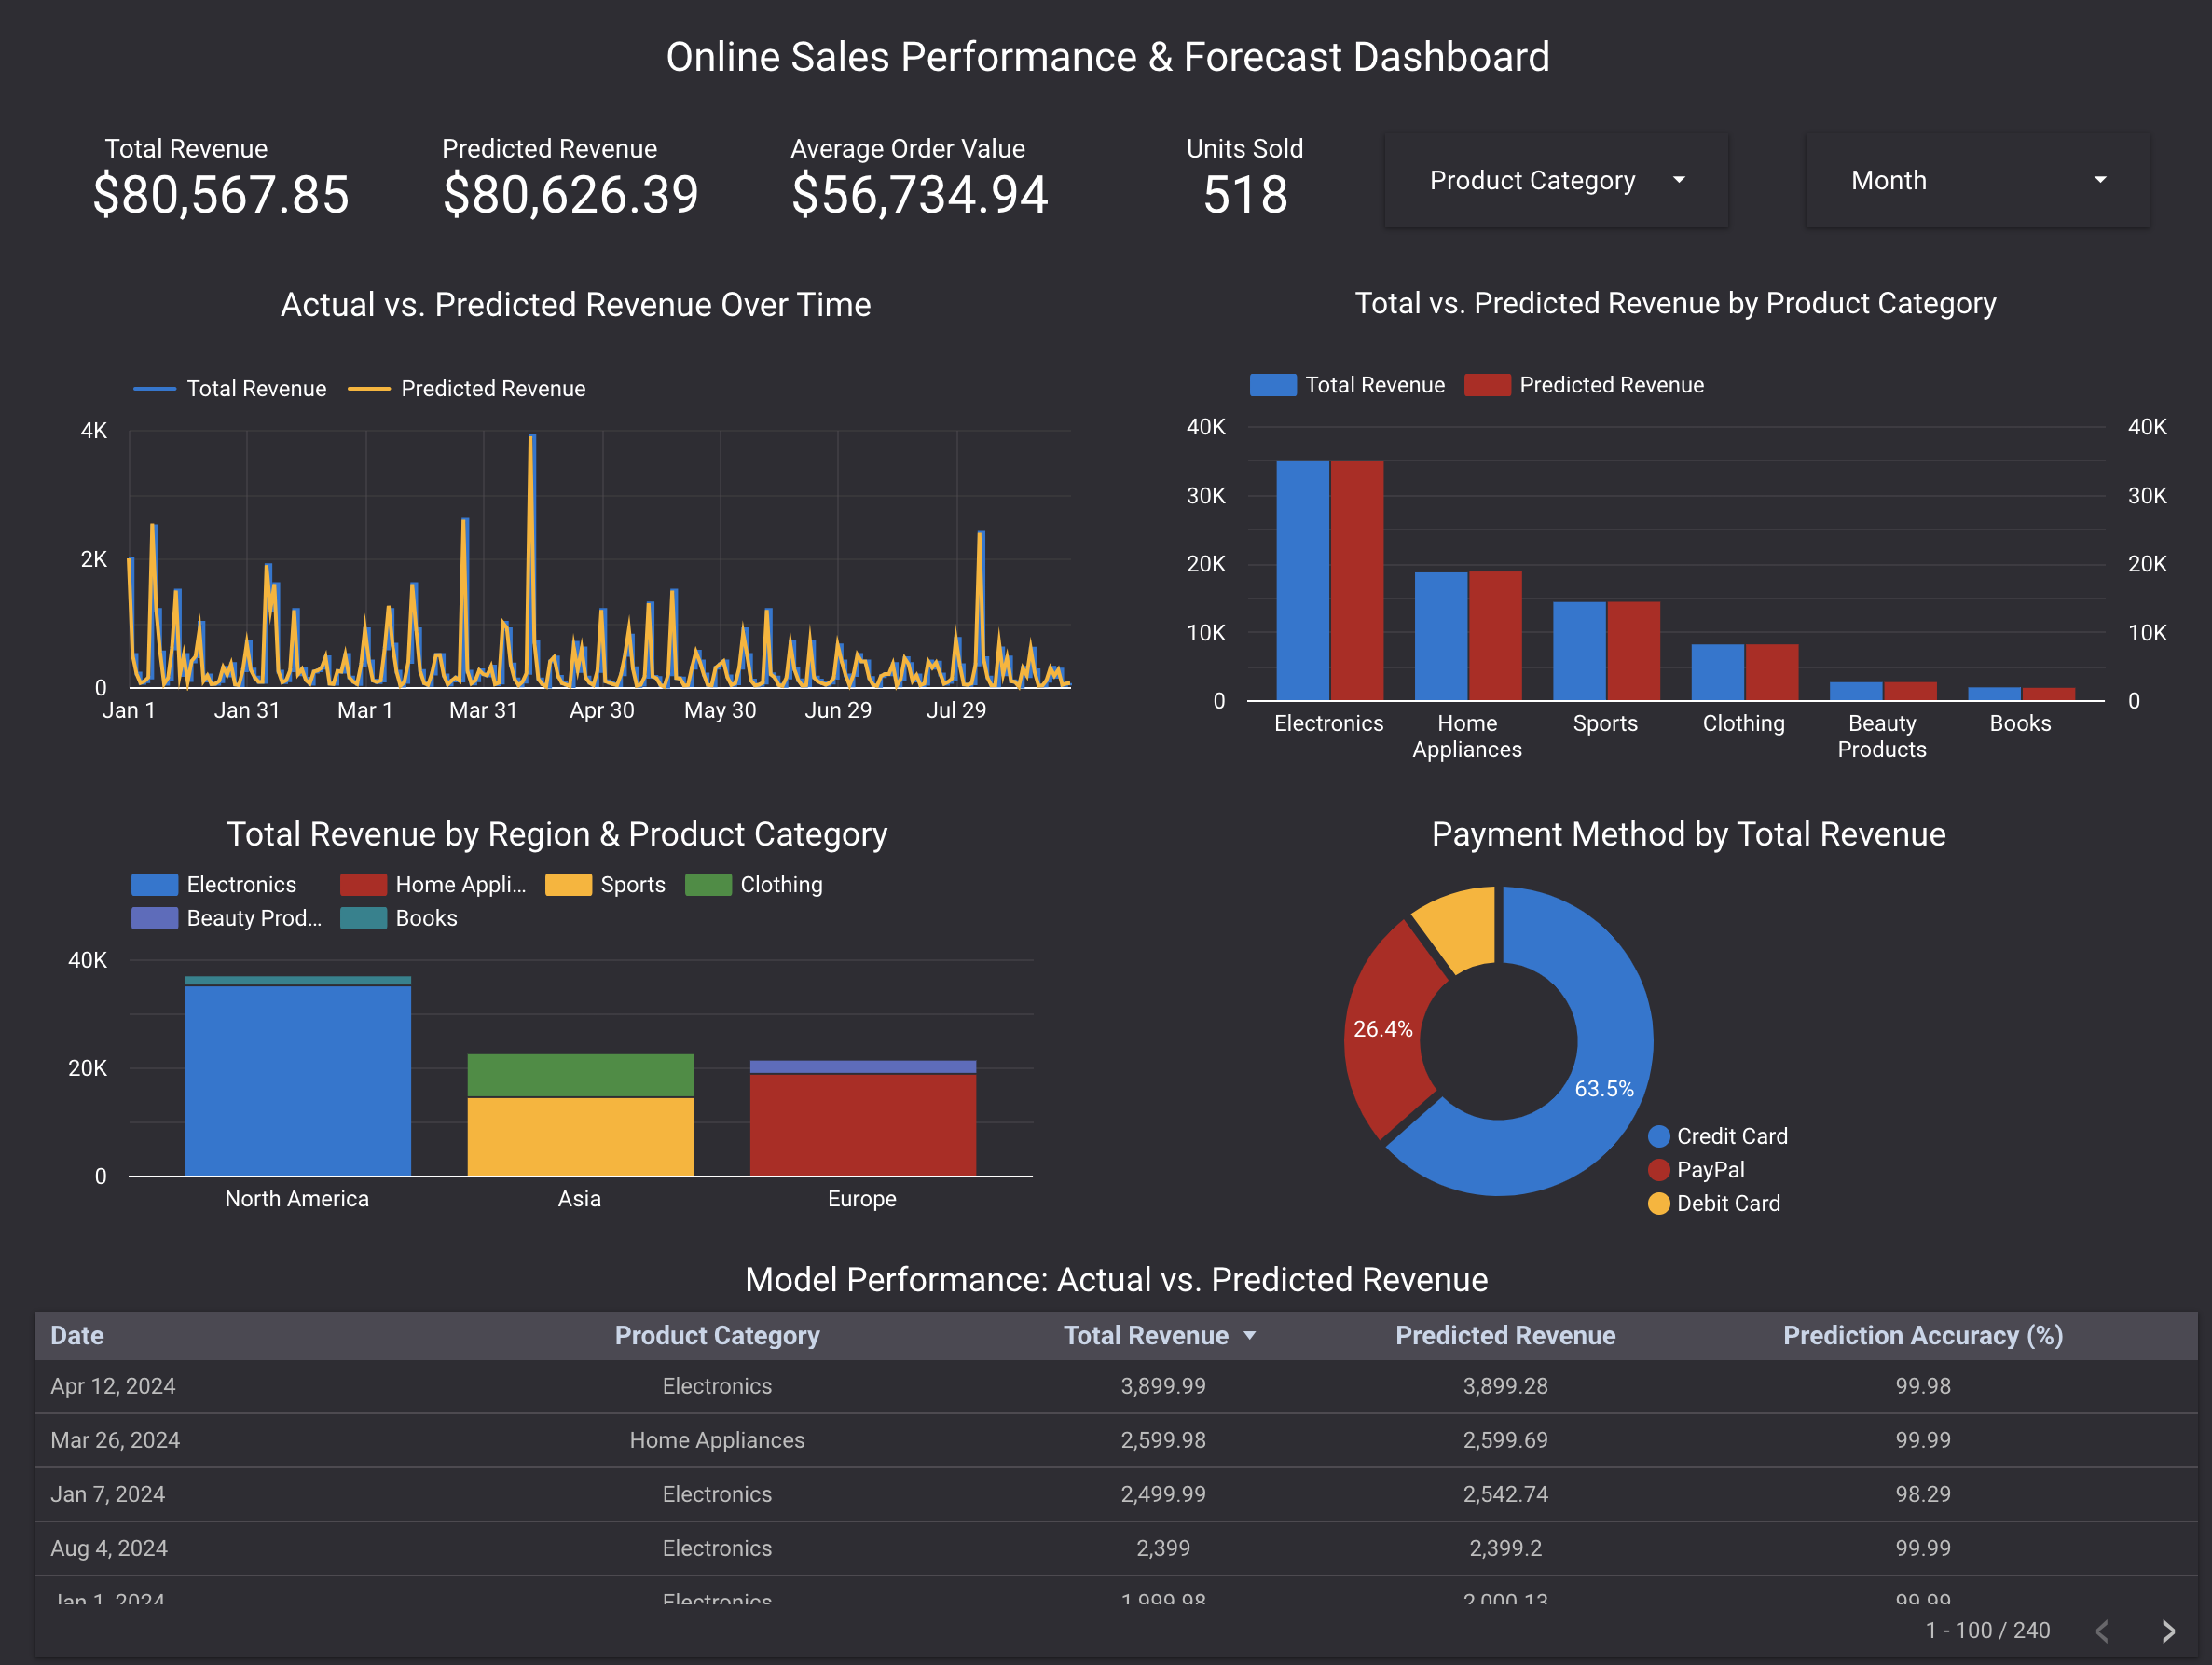 Online Sales Performance & Forecast Dashboard
Total Revenue
$80,567.85
Predicted Revenue
$80,626.39
Average Order Value
$56,734.94
Units Sold
518
Product Category
Month
Actual vs. Predicted Revenue Over Time
Total Revenue Predicted Revenue
4K
2K
0
Jan 1 Jan 31 Mar 1 Mar 31 Apr 30 May 30 Jun 29 Jul 29
Total vs. Predicted Revenue by Product Category
Total Revenue Predicted Revenue
40K 40K
30K 30K
20K 20K
10K 10K
0 0
Electronics Home Appliances Sports Clothing Beauty Products Books
Total Revenue by Region & Product Category
Electronics Home Appli... Sports Clothing
Beauty Prod... Books
40K
20K
0
North America Asia Europe
Payment Method by Total Revenue
26.4%
63.5%
Credit Card
PayPal
Debit Card
Model Performance: Actual vs. Predicted Revenue
Date Product Category Total Revenue Predicted Revenue Prediction Accuracy (%)
Apr 12, 2024 Electronics 3,899.99 3,899.28 99.98
Mar 26, 2024 Home Appliances 2,599.98 2,599.69 99.99
Jan 7, 2024 Electronics 2,499.99 2,542.74 98.29
Aug 4, 2024 Electronics 2,399 2,399.2 99.99
Jan 1, 2024 Electronics 1,999.98 2,000.13 99.99
1 - 100 / 240